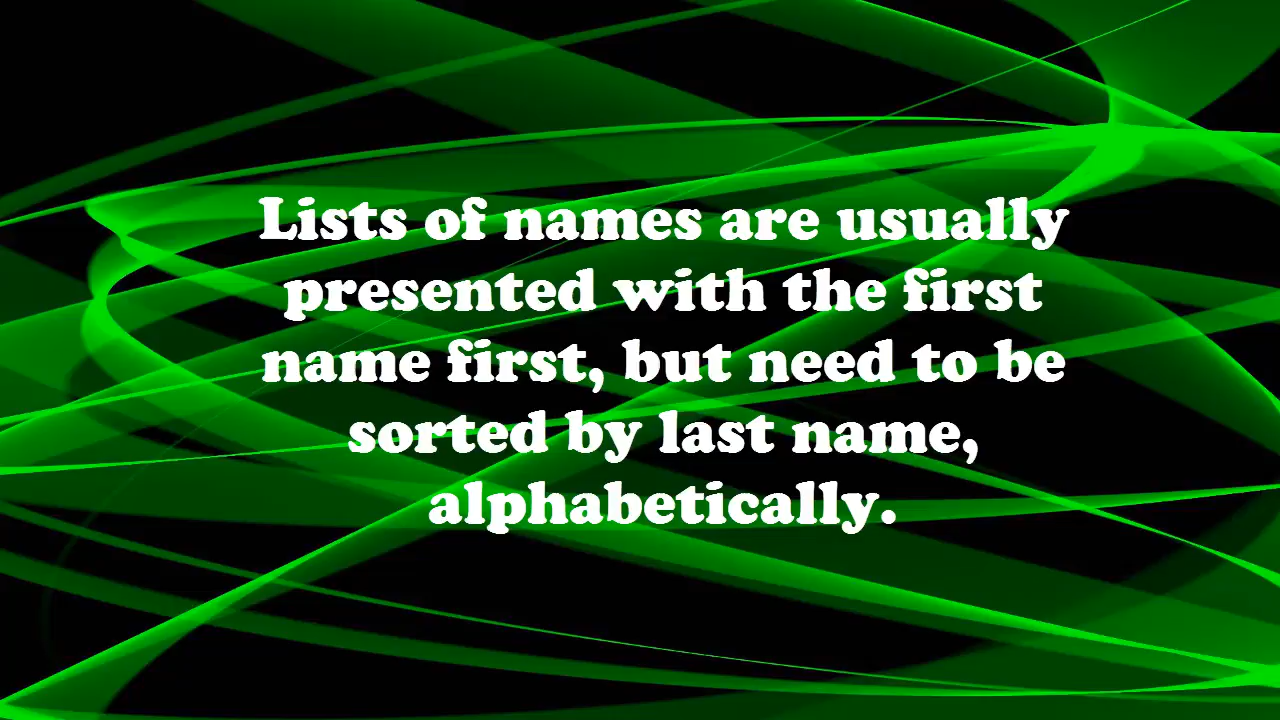 Lists of names are usually
presented with the first
name first, but need to be
sorted by last name,
alphabetically.